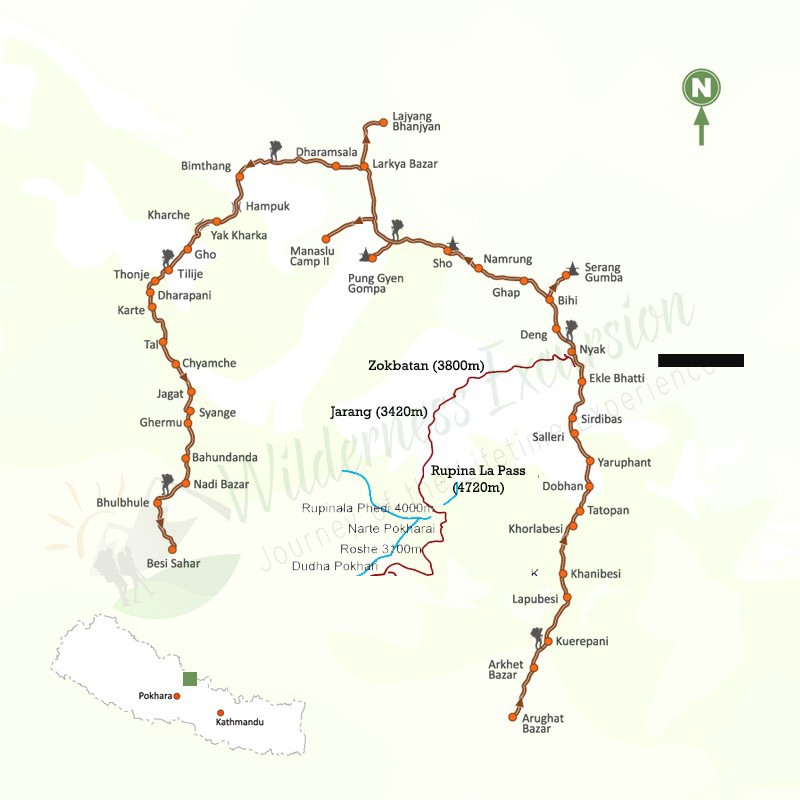 N
Lajyang
Bhanjyan
Dharamsala
Bimthang
Larkya Bazar
Hampuk
Kharche
Yak Kharka
Gho
Manaslu
Camp II
Pung Gyen
Gompa
Sho
Namrung
Ghap
Serang
Gumba
Bihi
Thonje
Tilije
Dharapani
Karte
Deng
Nyak
Tal
Chyamche
Zokbatan (3800m)
Ekle Bhatti
Jagat
Syange
Ghermu
Jarang (3420m)
Sirdibas
Salleri
Bahundanda
Nadi Bazar
Rupina La Pass
(4720m)
Yaruphant
Dobhan
Bhulbhule
Rupinala Phedi 4000m
Tatopan
Narte Pokharai
Khorlabesi
Roshe 3100m
Besi Sahar
Dudha Pokhari
K
Khanibesi
Lapubesi
Kuerepani
Arkhet
Bazar
Arughat
Bazar
Pokhara
Kathmandu
Wilderness Excursion
Journey of the Lifetime Experience